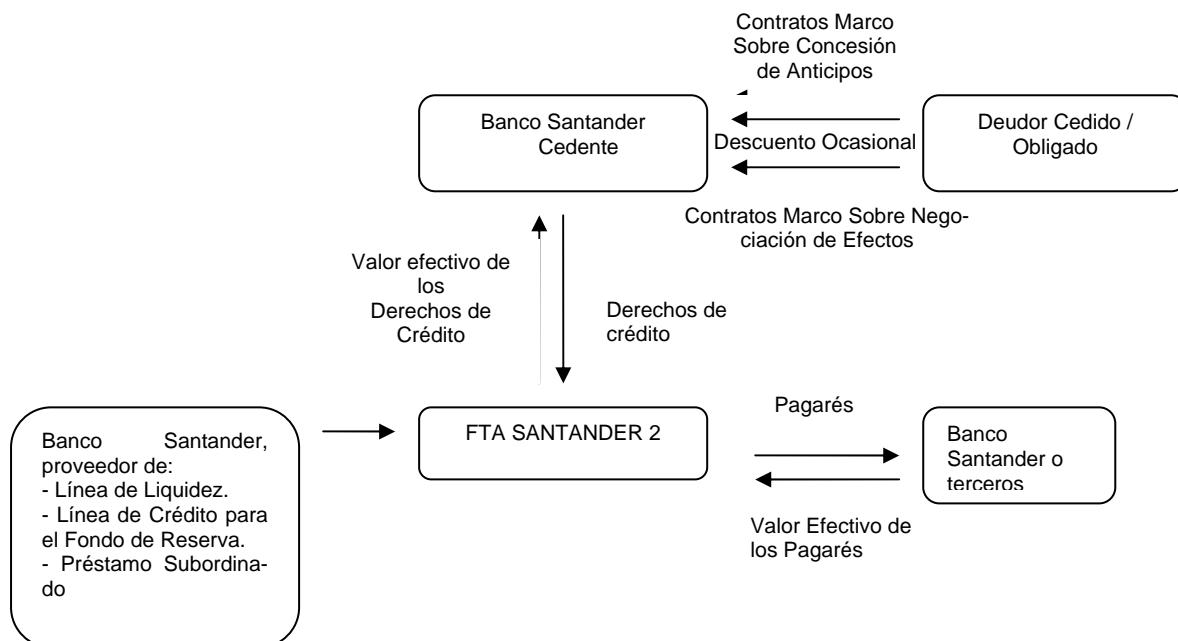 Contratos Marco
Sobre Concesión
de Anticipos
Banco Santander
Cedente
Descuento Ocasional
Deudor Cedido /
Obligado
Contratos Marco Sobre Nego-
ciación de Efectos
Valor efectivo de
los
Derechos de
Crédito
Derechos de
crédito
Banco Santander,
proveedor de:
- Línea de Liquidez.
- Línea de Crédito para
el Fondo de Reserva.
- Préstamo Subordina-
do
FTA SANTANDER 2
Pagarés
Banco
Santander o
terceros
Valor Efectivo de
los Pagarés